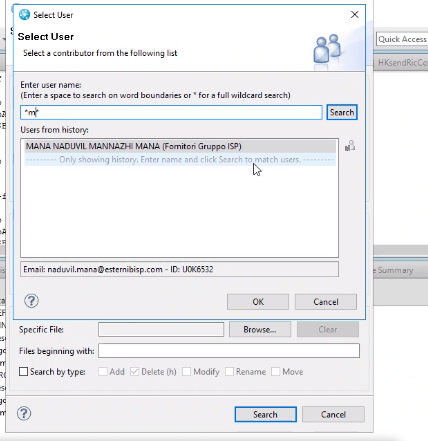 Select User
Select User
Select a contributor from the following list
Quick Access
HKsendRicCo
Enter user name:
(Enter a space to search on word boundaries or * for a full wildcard search)
*m
Search
Users from history:
MANA NADUVIL MANNAZHI MANA (Fornitori Gruppo ISP)
Only showing history. Enter name and click Search to match users.
Email: naduvil.mana@esternibisp.com - ID: U0K6532
e Summary
OK
Cancel
Specific File:
Browse...
Clear
Files beginning with:
Search by type:
Add
Delete (h)
Modify
Rename
Move
Search
Cancel